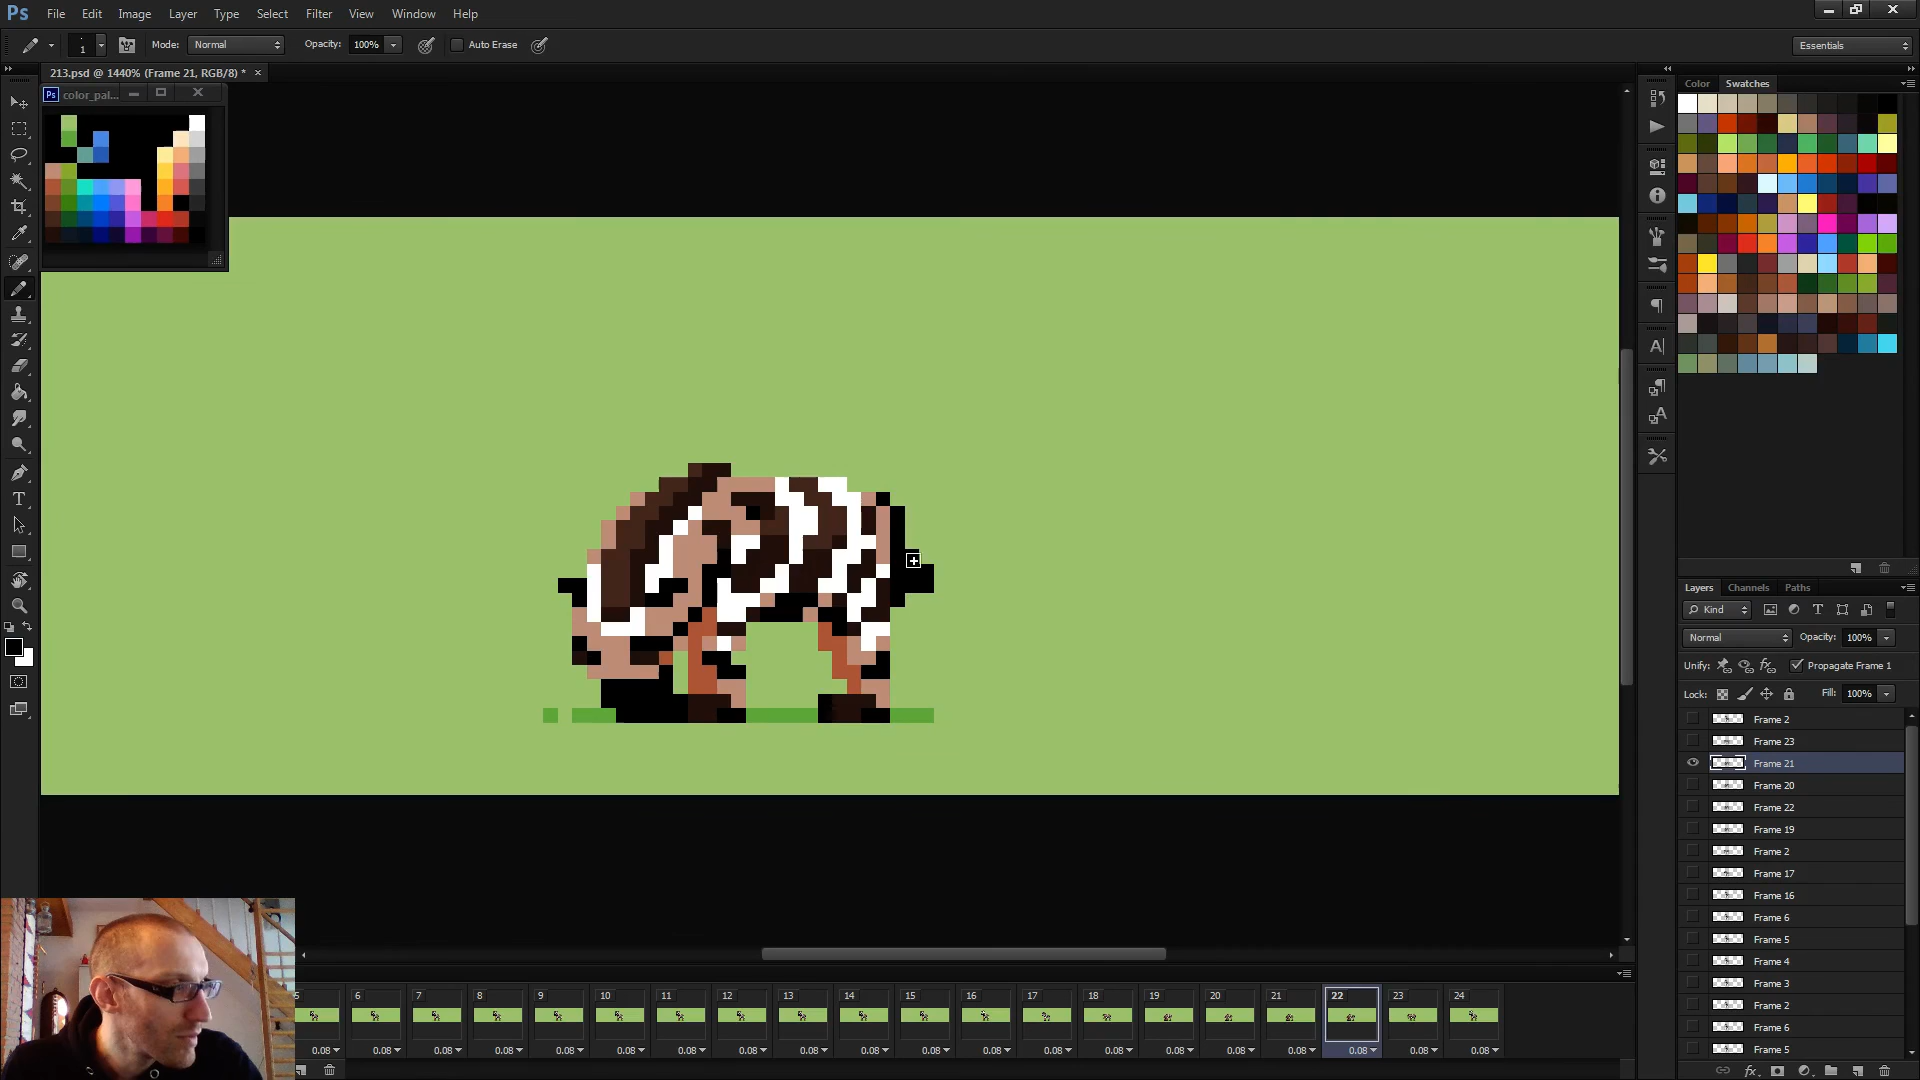 Ps File Edit Image Layer Type Select Filter View Window Help
1 Mode: Normal Opacity: 100% Auto Erase Essentials
213.psd @ 1440% (Frame 21, RGB/8) * ×
Ps color_pal...
Color Swatches
Layers Channels Paths
Kind
Normal Opacity: 100%
Unify: Propagate Frame 1
Lock: Fill: 100%
Frame 2
Frame 23
Frame 21
Frame 20
Frame 22
Frame 19
Frame 2
Frame 17
Frame 16
Frame 6
Frame 5
Frame 4
Frame 3
Frame 2
Frame 6
Frame 5
5 6 7 8 9 10 11 12 13 14 15 16 17 18 19 20 21 22 23 24
0.08 0.08 0.08 0.08 0.08 0.08 0.08 0.08 0.08 0.08 0.08 0.08 0.08 0.08 0.08 0.08 0.08 0.08 0.08 0.08